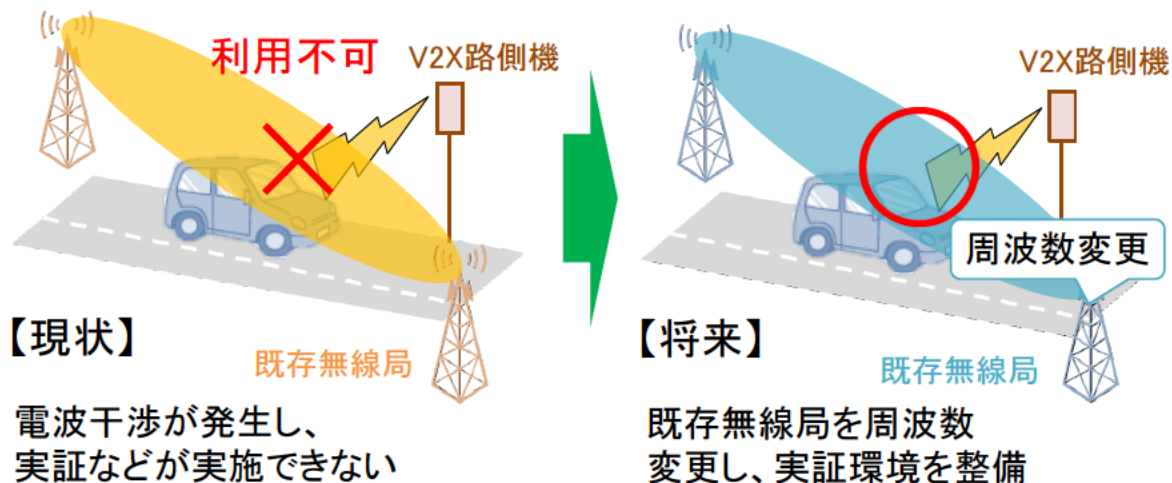 利用不可
V2X路側機
【現状】
既存無線局
電波干渉が発生し、
実証などが実施できない
V2X路側機
周波数変更
【将来】
既存無線局
既存無線局を周波数
変更し、実証環境を整備